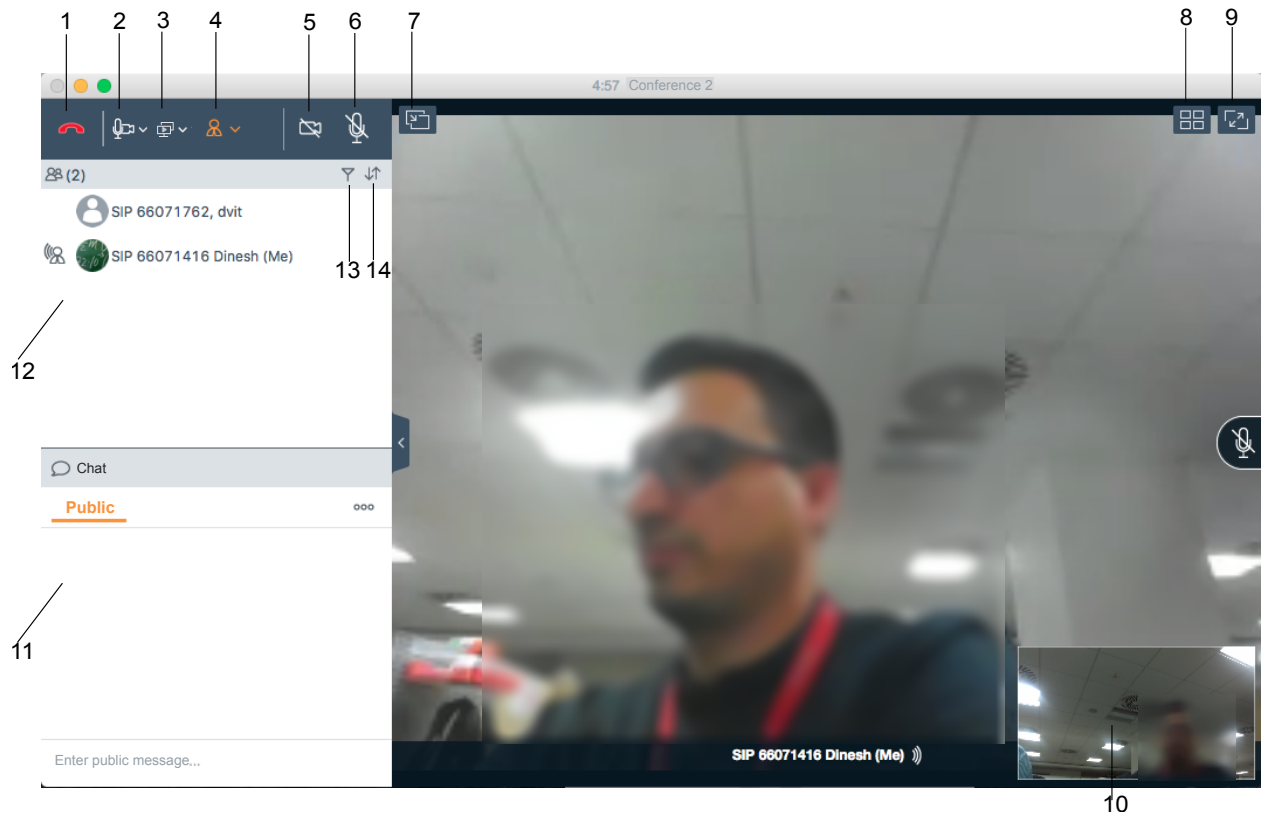 1 2 3 4 5 6 7 8 9
4:57 Conference 2
(2)
SIP 66071762, dvit
SIP 66071416 Dinesh (Me)
13 14
12
Chat
Public
11
SIP 66071416 Dinesh (Me)
Enter public message...
10